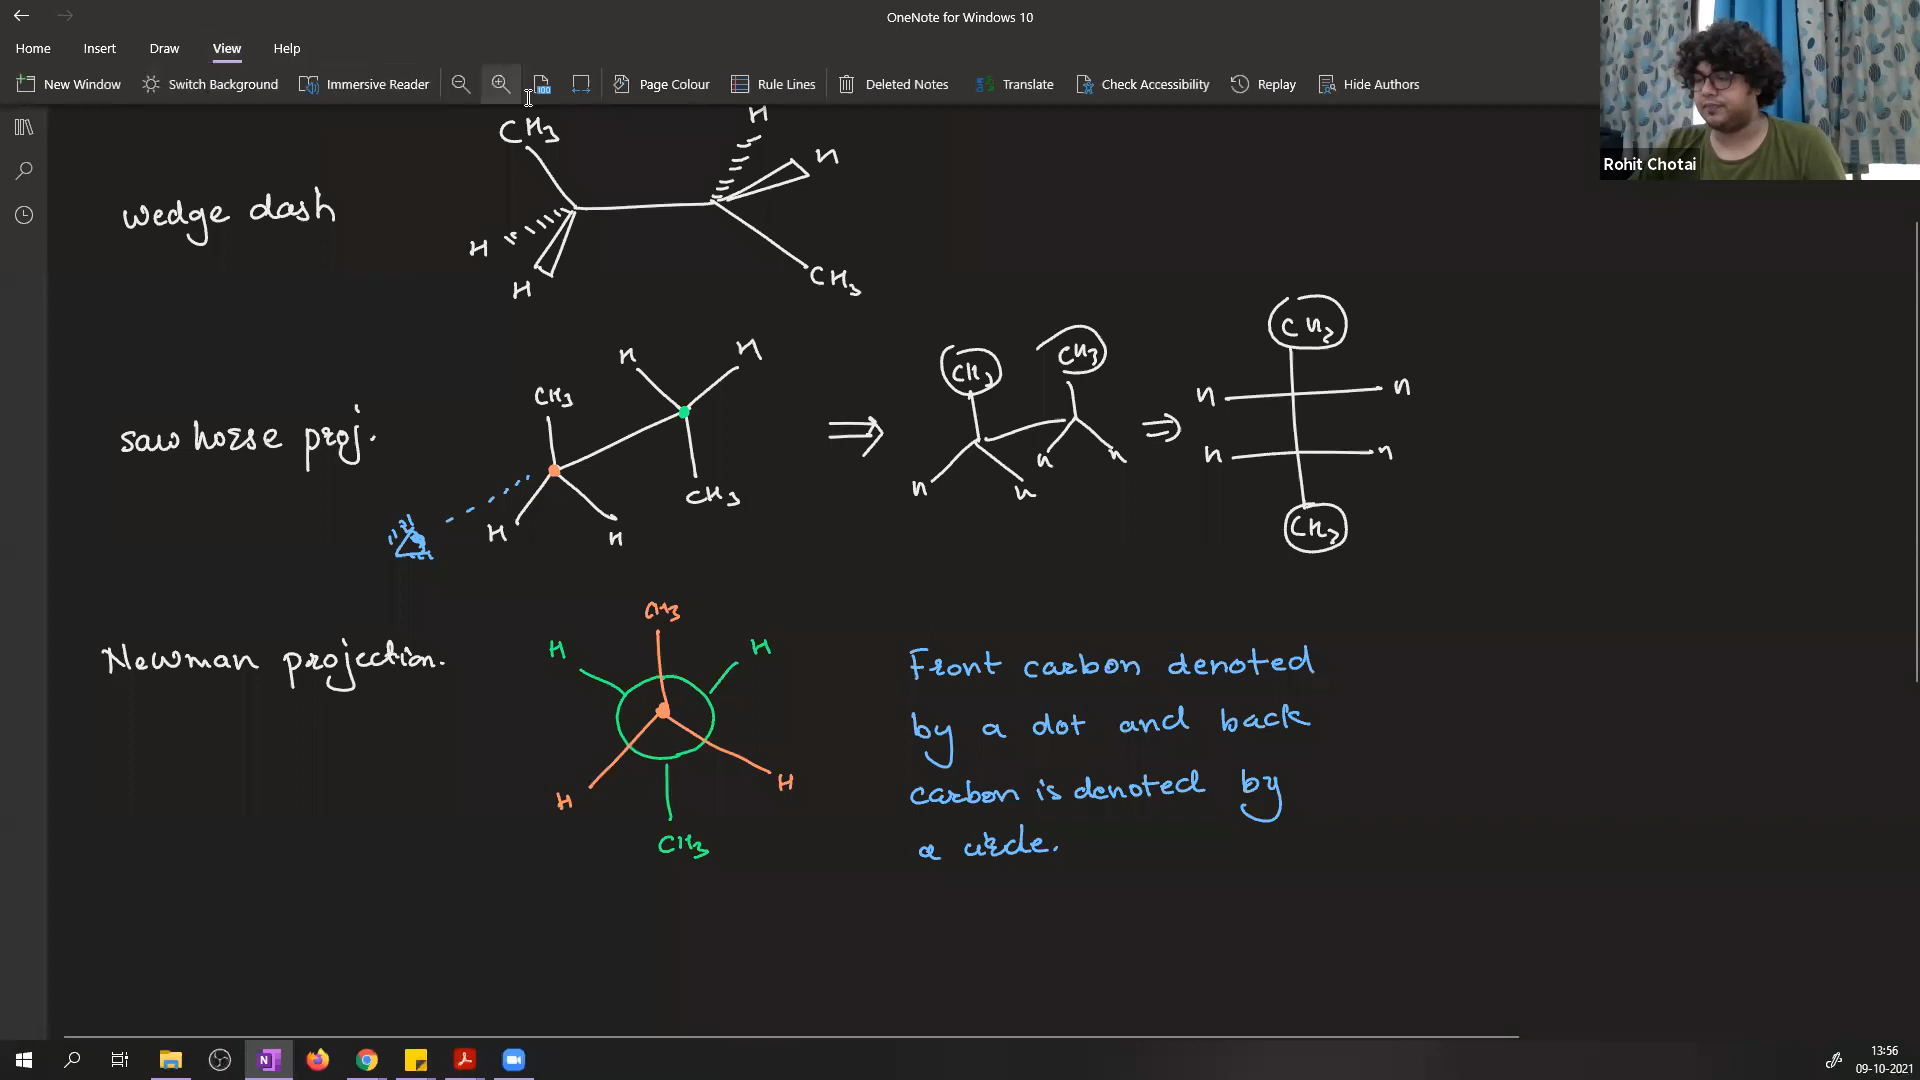 OneNote for Windows 10
Home Insert Draw View Help
New Window Switch Background Immersive Reader 100 Page Colour Rule Lines Deleted Notes Translate Check Accessibility Replay Hide Authors
Rohit Chotai
wedge dash
CH3 H H
H H CH3
saw horse proj.
CH3 H H
H H CH3
⇒
CH3 CH3
H H H H
⇒
CH3
H H
H H
CH3
Newman projection.
CH3
H H
H H
CH3
Front carbon denoted
by a dot and back
carbon is denoted by
a circle.
13:56
09-10-2021